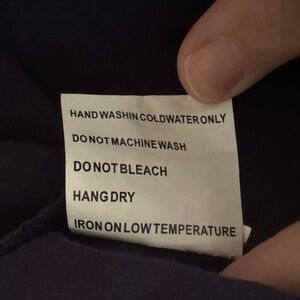 HAND WASH IN COLD WATER ONLY
DO NOT MACHINE WASH
DO NOT BLEACH
HANG DRY
IRON ON LOW TEMPERATURE